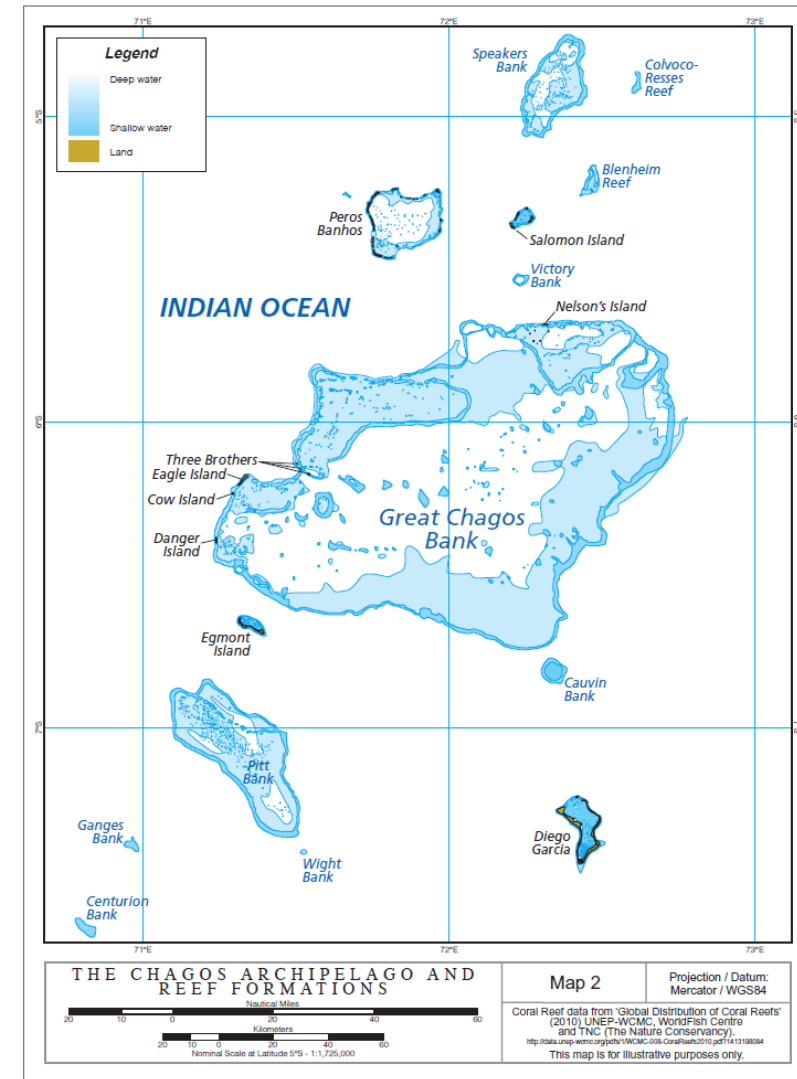 71°E 72°E 73°E
Legend
Deep water
Shallow water
Land
Speakers
Bank
Colvoco-
Resses
Reef
5°S
Blenheim
Reef
Peros
Banhos
Salomon Island
Victory
Bank
INDIAN OCEAN
Nelson's Island
6°S
Three Brothers
Eagle Island
Cow Island
Danger
Island
Great Chagos
Bank
Egmont
Island
Cauvin
Bank
7°S
Pitt
Bank
Ganges
Bank
Diego
Garcia
Wight
Bank
Centurion
Bank
71°E 72°E 73°E
THE CHAGOS ARCHIPELAGO AND
REEF FORMATIONS
Nautical Miles
20 10 0 20 40 60
Kilometers
20 10 0 20 40 60
Nominal Scale at Latitude 5°S - 1:1,725,000
Map 2
Projection / Datum:
Mercator / WGS84
Coral Reef data from 'Global Distribution of Coral Reefs'
(2010) UNEP-WCMC, WorldFish Centre
and TNC (The Nature Conservancy).
This map is for illustrative purposes only.